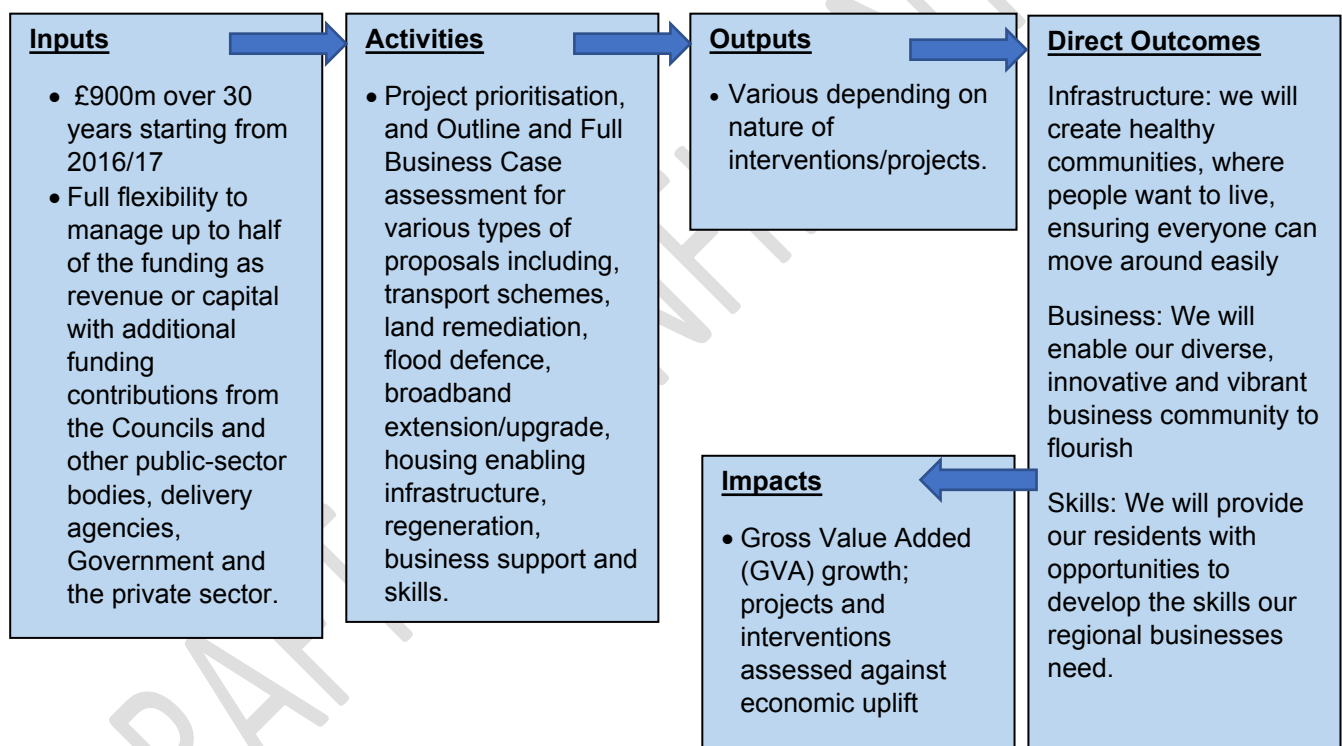 Inputs
• £900m over 30
years starting from
2016/17
• Full flexibility to
manage up to half
of the funding as
revenue or capital
with additional
funding
contributions from
the Councils and
other public-sector
bodies, delivery
agencies,
Government and
the private sector.
Activities
• Project prioritisation,
and Outline and Full
Business Case
assessment for
various types of
proposals including,
transport schemes,
land remediation,
flood defence,
broadband
extension/upgrade,
housing enabling
infrastructure,
regeneration,
business support and
skills.
Outputs
• Various depending on
nature of
interventions/projects.
Direct Outcomes
Infrastructure: we will
create healthy
communities, where
people want to live,
ensuring everyone can
move around easily
Business: We will
enable our diverse,
innovative and vibrant
business community to
flourish
Skills: We will provide
our residents with
opportunities to
develop the skills our
regional businesses
need.
Impacts
• Gross Value Added
(GVA) growth;
projects and
interventions
assessed against
economic uplift